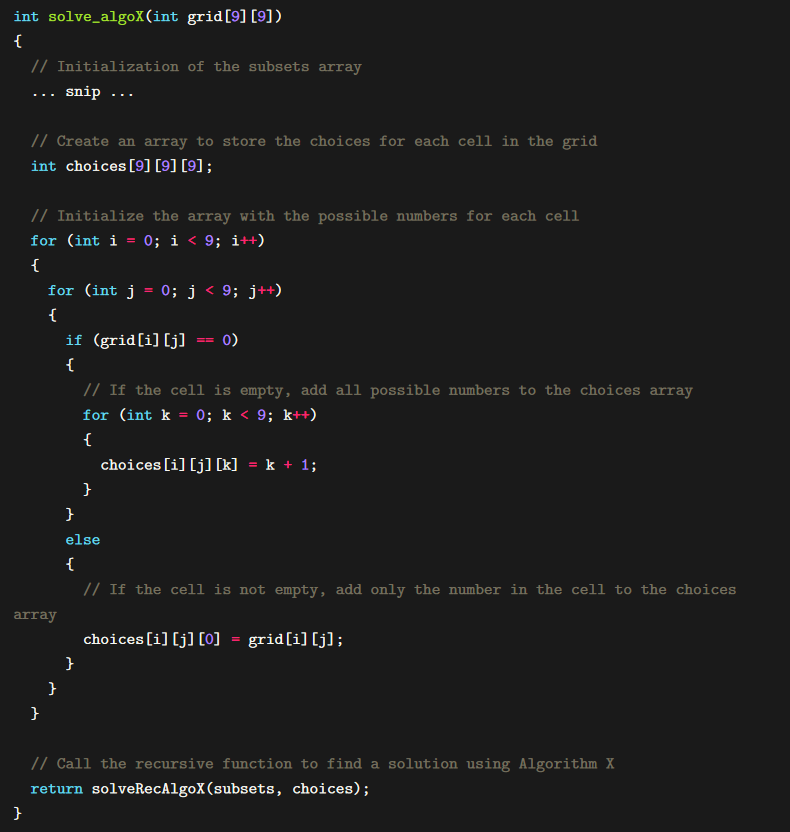 int solve_algoX(int grid[9][9])
{
  // Initialization of the subsets array
  ... snip ...

  // Create an array to store the choices for each cell in the grid
  int choices[9][9][9];

  // Initialize the array with the possible numbers for each cell
  for (int i = 0; i < 9; i++)
  {
    for (int j = 0; j < 9; j++)
    {
      if (grid[i][j] == 0)
      {
        // If the cell is empty, add all possible numbers to the choices array
        for (int k = 0; k < 9; k++)
        {
          choices[i][j][k] = k + 1;
        }
      }
      else
      {
        // If the cell is not empty, add only the number in the cell to the choices
array
        choices[i][j][0] = grid[i][j];
      }
    }
  }

  // Call the recursive function to find a solution using Algorithm X
  return solveRecAlgoX(subsets, choices);
}